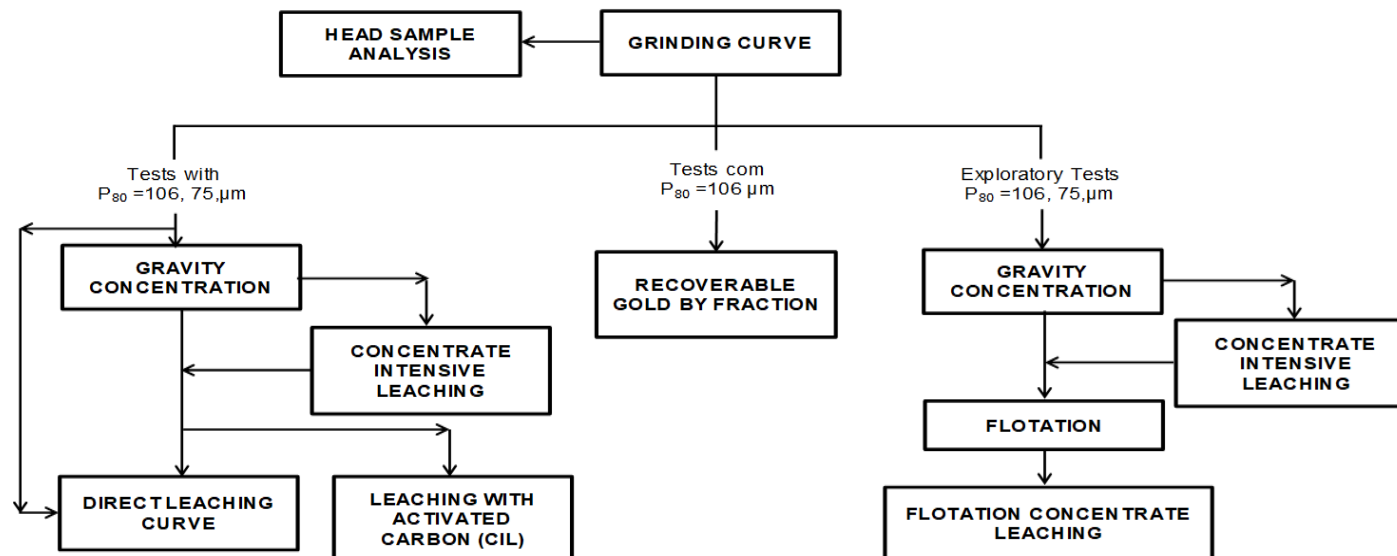 HEAD SAMPLE
ANALYSIS
GRINDING CURVE
Tests with
P₈₀ =106, 75,µm
Tests com
P₈₀ =106 µm
Exploratory Tests
P₈₀ =106, 75,µm
GRAVITY
CONCENTRATION
RECOVERABLE
GOLD BY FRACTION
GRAVITY
CONCENTRATION
CONCENTRATE
INTENSIVE
LEACHING
CONCENTRATE
INTENSIVE
LEACHING
FLOTATION
DIRECT LEACHING
CURVE
LEACHING WITH
ACTIVATED
CARBON (CIL)
FLOTATION CONCENTRATE
LEACHING